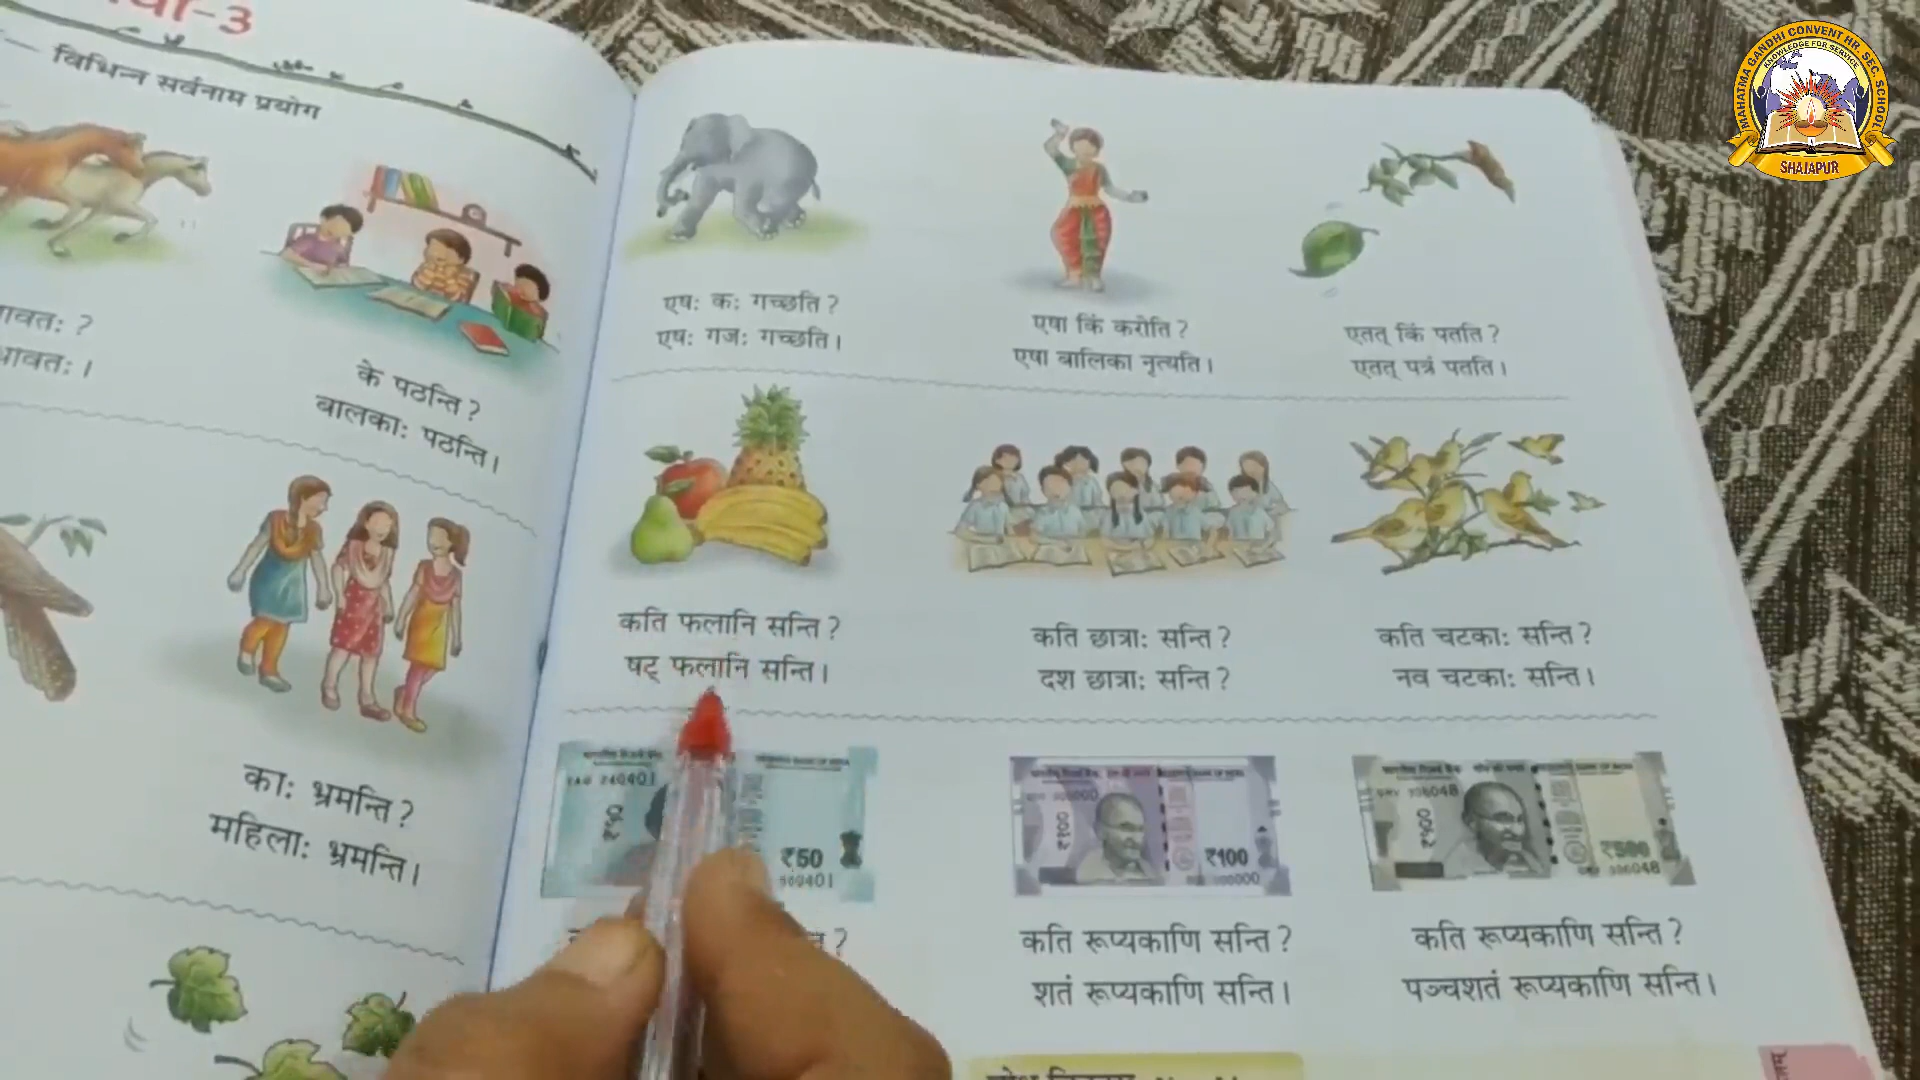 -3
— विभिन्न सर्वनाम प्रयोग
के पठन्ति?
बालकाः पठन्ति।
काः भ्रमन्ति?
महिलाः भ्रमन्ति।
एषः कः गच्छति?
एषः गजः गच्छति।
एषा किं करोति?
एषा बालिका नृत्यति।
एतत् किं पतति?
एतत् पत्रं पतति।
कति फलानि सन्ति?
षट् फलानि सन्ति।
कति छात्राः सन्ति?
दश छात्राः सन्ति?
कति चटकाः सन्ति?
नव चटकाः सन्ति।
₹50
₹100
₹500
कति रूप्यकाणि सन्ति?
शतं रूप्यकाणि सन्ति।
कति रूप्यकाणि सन्ति?
पञ्चशतं रूप्यकाणि सन्ति।
MAHATMA GANDHI CONVENT HR. SEC. SCHOOL
KNOWLEDGE FOR SERVICE
SHAJAPUR